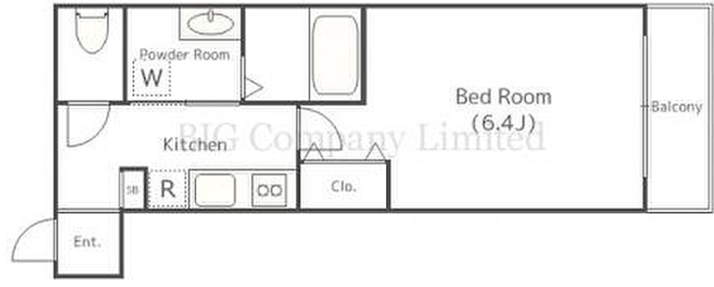 Powder Room
W
Bed Room
(6.4J)
Balcony
Kitchen
BIG Company Limited
SB
R
Clo.
Ent.